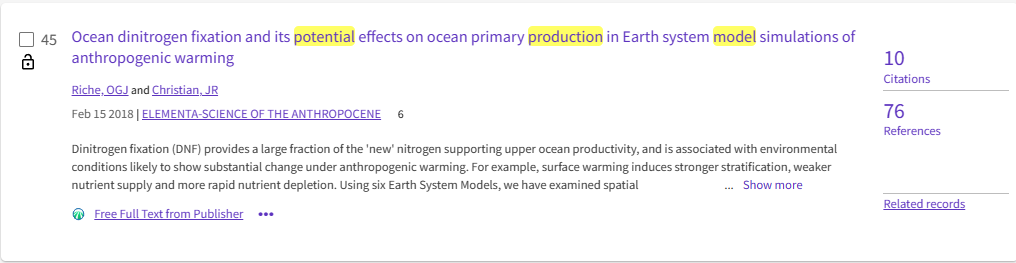 45
Ocean dinitrogen fixation and its potential effects on ocean primary production in Earth system model simulations of
anthropogenic warming
Riche, OGJ and Christian, JR
Feb 15 2018 | ELEMENTA-SCIENCE OF THE ANTHROPOCENE 6
Dinitrogen fixation (DNF) provides a large fraction of the 'new' nitrogen supporting upper ocean productivity, and is associated with environmental
conditions likely to show substantial change under anthropogenic warming. For example, surface warming induces stronger stratification, weaker
nutrient supply and more rapid nutrient depletion. Using six Earth System Models, we have examined spatial ... Show more
Free Full Text from Publisher •••
10
Citations
76
References
Related records